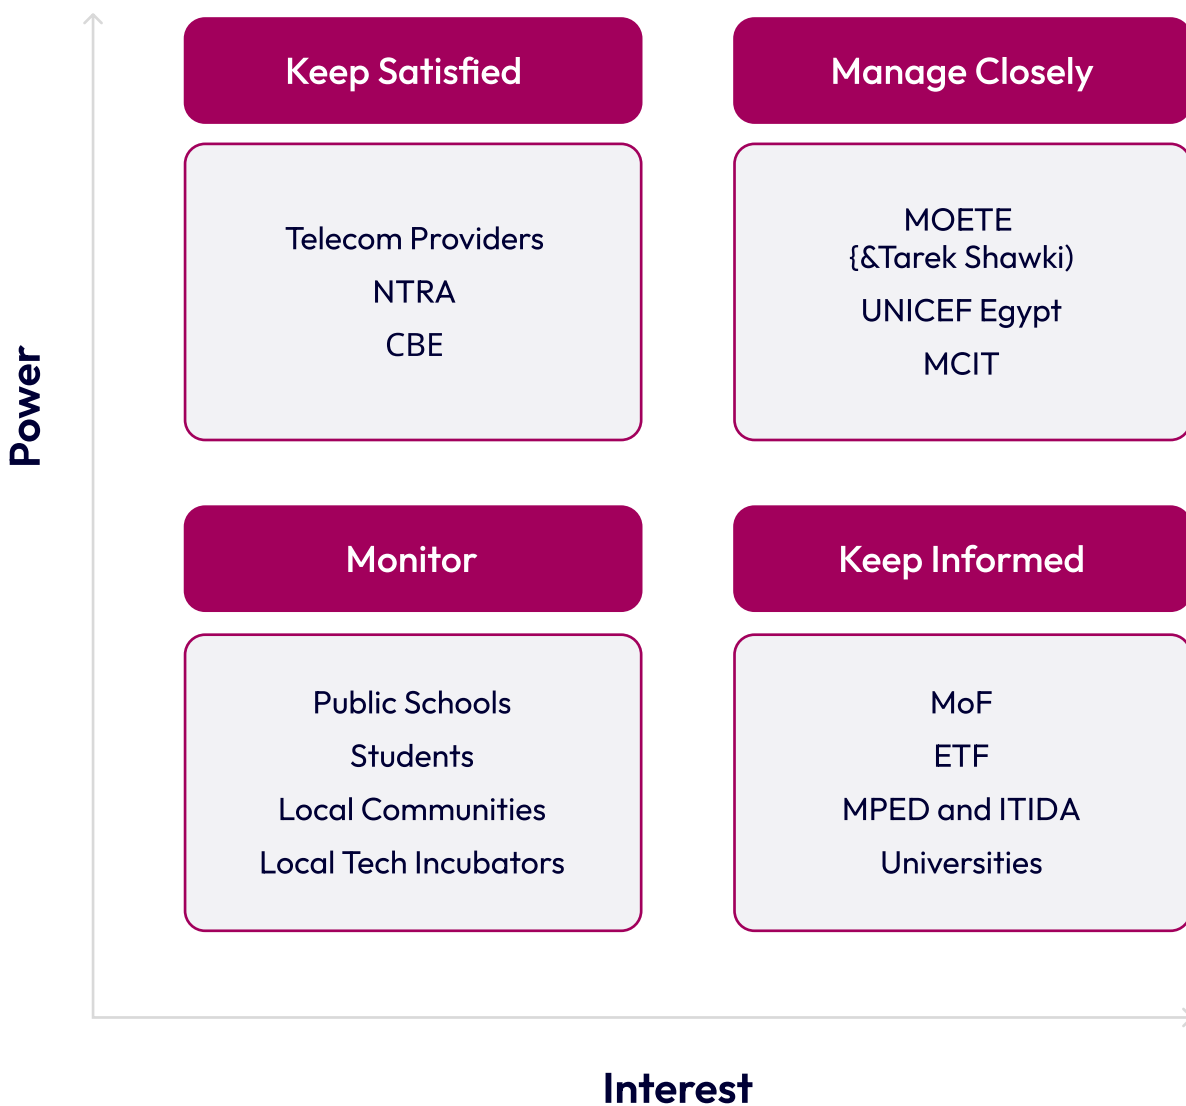 Keep Satisfied
Manage Closely
Telecom Providers
NTRA
CBE
MOETE
{&Tarek Shawki)
UNICEF Egypt
MCIT
Power
Monitor
Keep Informed
Public Schools
Students
Local Communities
Local Tech Incubators
MoF
ETF
MPED and ITIDA
Universities
Interest